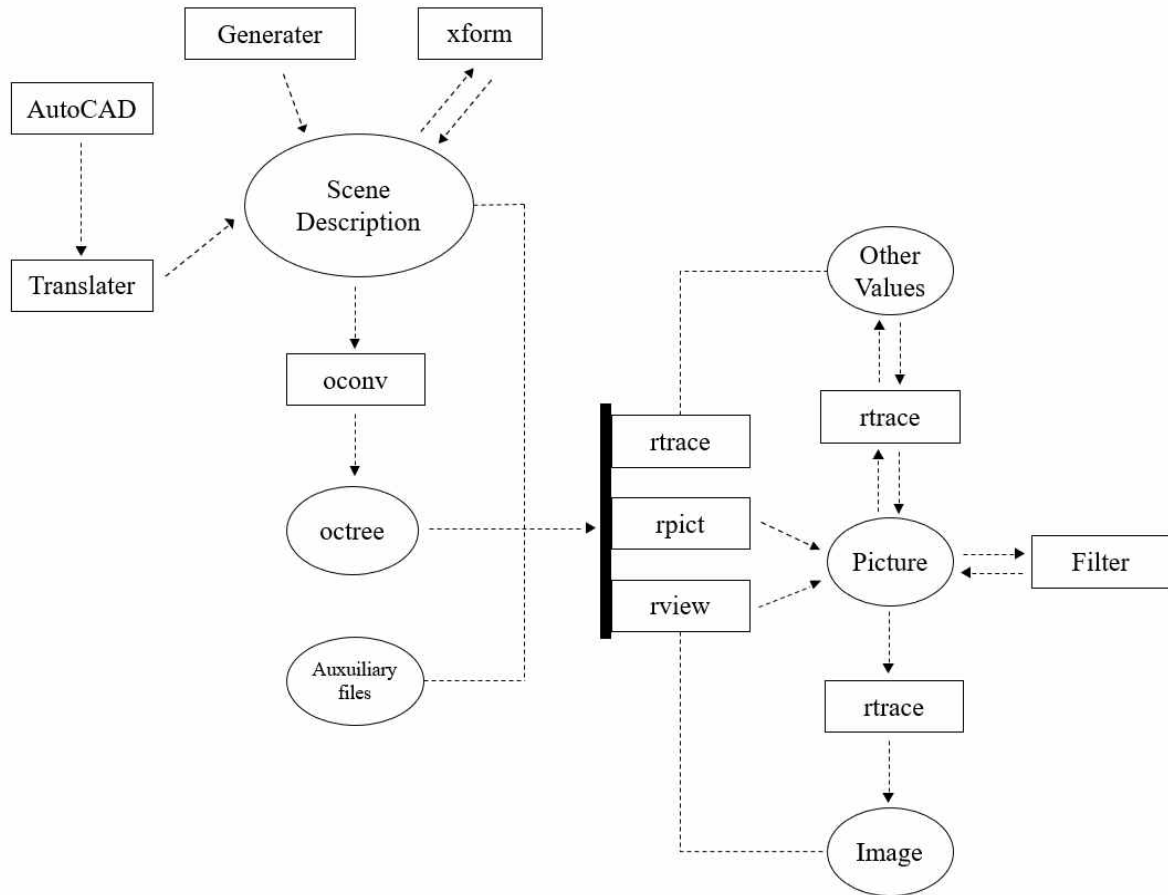 Generater
xform
AutoCAD
Scene
Description
Translater
Other
Values
oconv
rtrace
rtrace
octree
rpict
Picture
Filter
rview
Auxuiliary
files
rtrace
Image